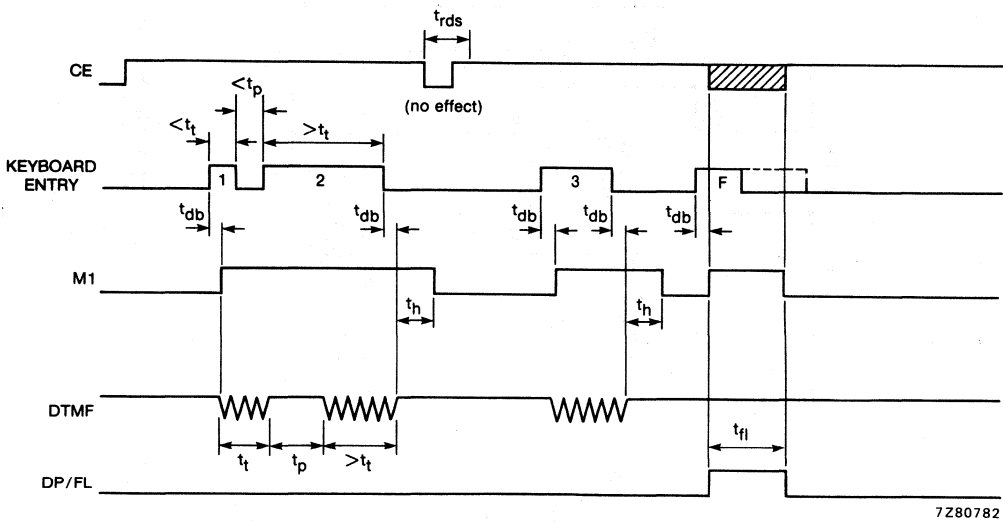 t_rds
CE
(no effect)
<t_p
<t_t
>t_t
KEYBOARD
ENTRY
1
2
3
F
t_db
t_db
t_db
t_db
t_db
M1
t_h
t_h
DTMF
t_t
t_p
>t_t
t_fl
DP/FL
7Z80782